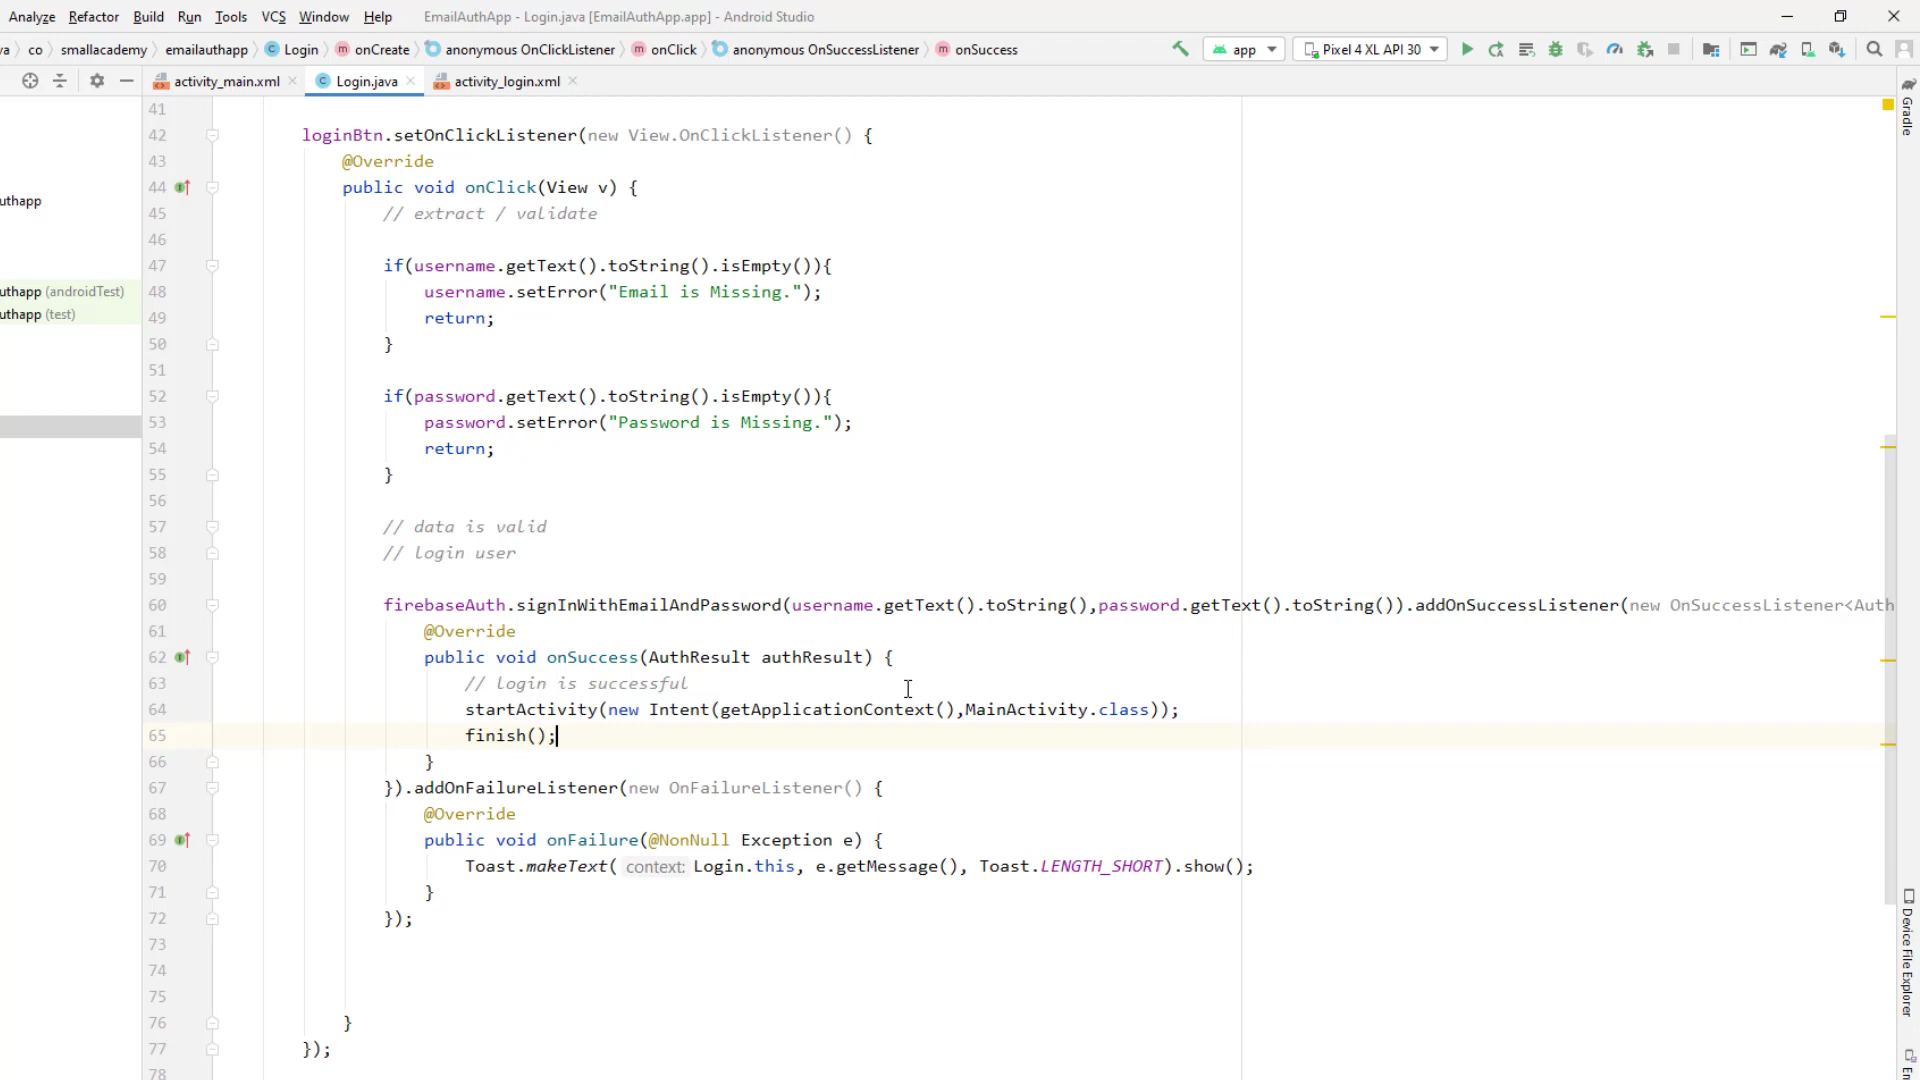 Analyze Refactor Build Run Tools VCS Window Help EmailAuthApp - Login.java [EmailAuthApp.app] - Android Studio
va co smallacademy emailauthapp Login onCreate anonymous OnClickListener onClick anonymous OnSuccessListener onSuccess app Pixel 4 XL API 30
activity_main.xml Login.java activity_login.xml
Gradle
uthapp
uthapp (androidTest)
uthapp (test)
41
42 loginBtn.setOnClickListener(new View.OnClickListener() {
43 @Override
44 public void onClick(View v) {
45 // extract / validate
46
47 if(username.getText().toString().isEmpty()){
48 username.setError("Email is Missing.");
49 return;
50 }
51
52 if(password.getText().toString().isEmpty()){
53 password.setError("Password is Missing.");
54 return;
55 }
56
57 // data is valid
58 // login user
59
60 firebaseAuth.signInWithEmailAndPassword(username.getText().toString(),password.getText().toString()).addOnSuccessListener(new OnSuccessListener<Auth
61 @Override
62 public void onSuccess(AuthResult authResult) {
63 // login is successful
64 startActivity(new Intent(getApplicationContext(),MainActivity.class));
65 finish();
66 }
67 }).addOnFailureListener(new OnFailureListener() {
68 @Override
69 public void onFailure(@NonNull Exception e) {
70 Toast.makeText( context: Login.this, e.getMessage(), Toast.LENGTH_SHORT).show();
71 }
72 });
73
74
75
76 }
77 });
78
Device File Explorer
Em